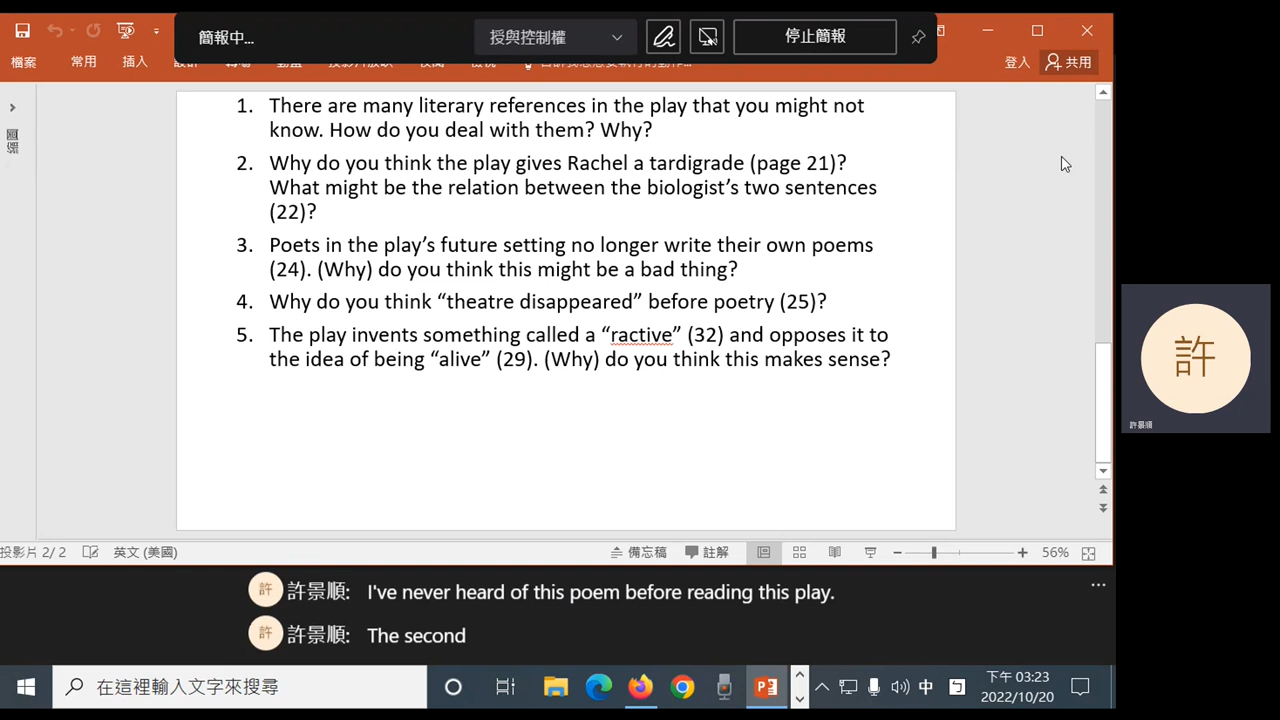 簡報中...
授與控制權
停止簡報
檔案
常用
插入
登入
共用
1. There are many literary references in the play that you might not
know. How do you deal with them? Why?
2. Why do you think the play gives Rachel a tardigrade (page 21)?
What might be the relation between the biologist’s two sentences
(22)?
3. Poets in the play’s future setting no longer write their own poems
(24). (Why) do you think this might be a bad thing?
4. Why do you think “theatre disappeared” before poetry (25)?
5. The play invents something called a “ractive” (32) and opposes it to
the idea of being “alive” (29). (Why) do you think this makes sense?
許
許景順
投影片 2/2
英文 (美國)
備忘稿
註解
56%
許
許景順: I've never heard of this poem before reading this play.
許
許景順: The second
在這裡輸入文字來搜尋
中
下午 03:23
2022/10/20